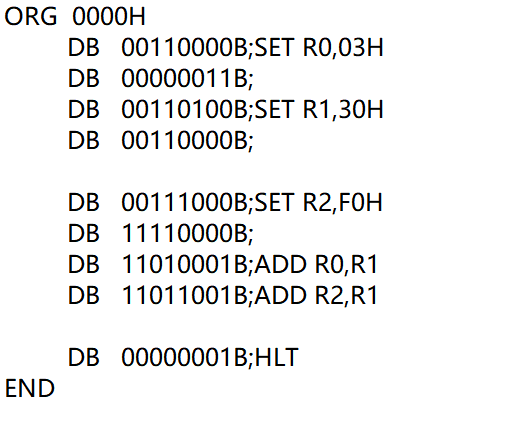 ORG  0000H
DB  00110000B;SET R0,03H
DB  00000011B;
DB  00110100B;SET R1,30H
DB  00110000B;
DB  00111000B;SET R2,F0H
DB  11110000B;
DB  11010001B;ADD R0,R1
DB  11011001B;ADD R2,R1
DB  00000001B;HLT
END